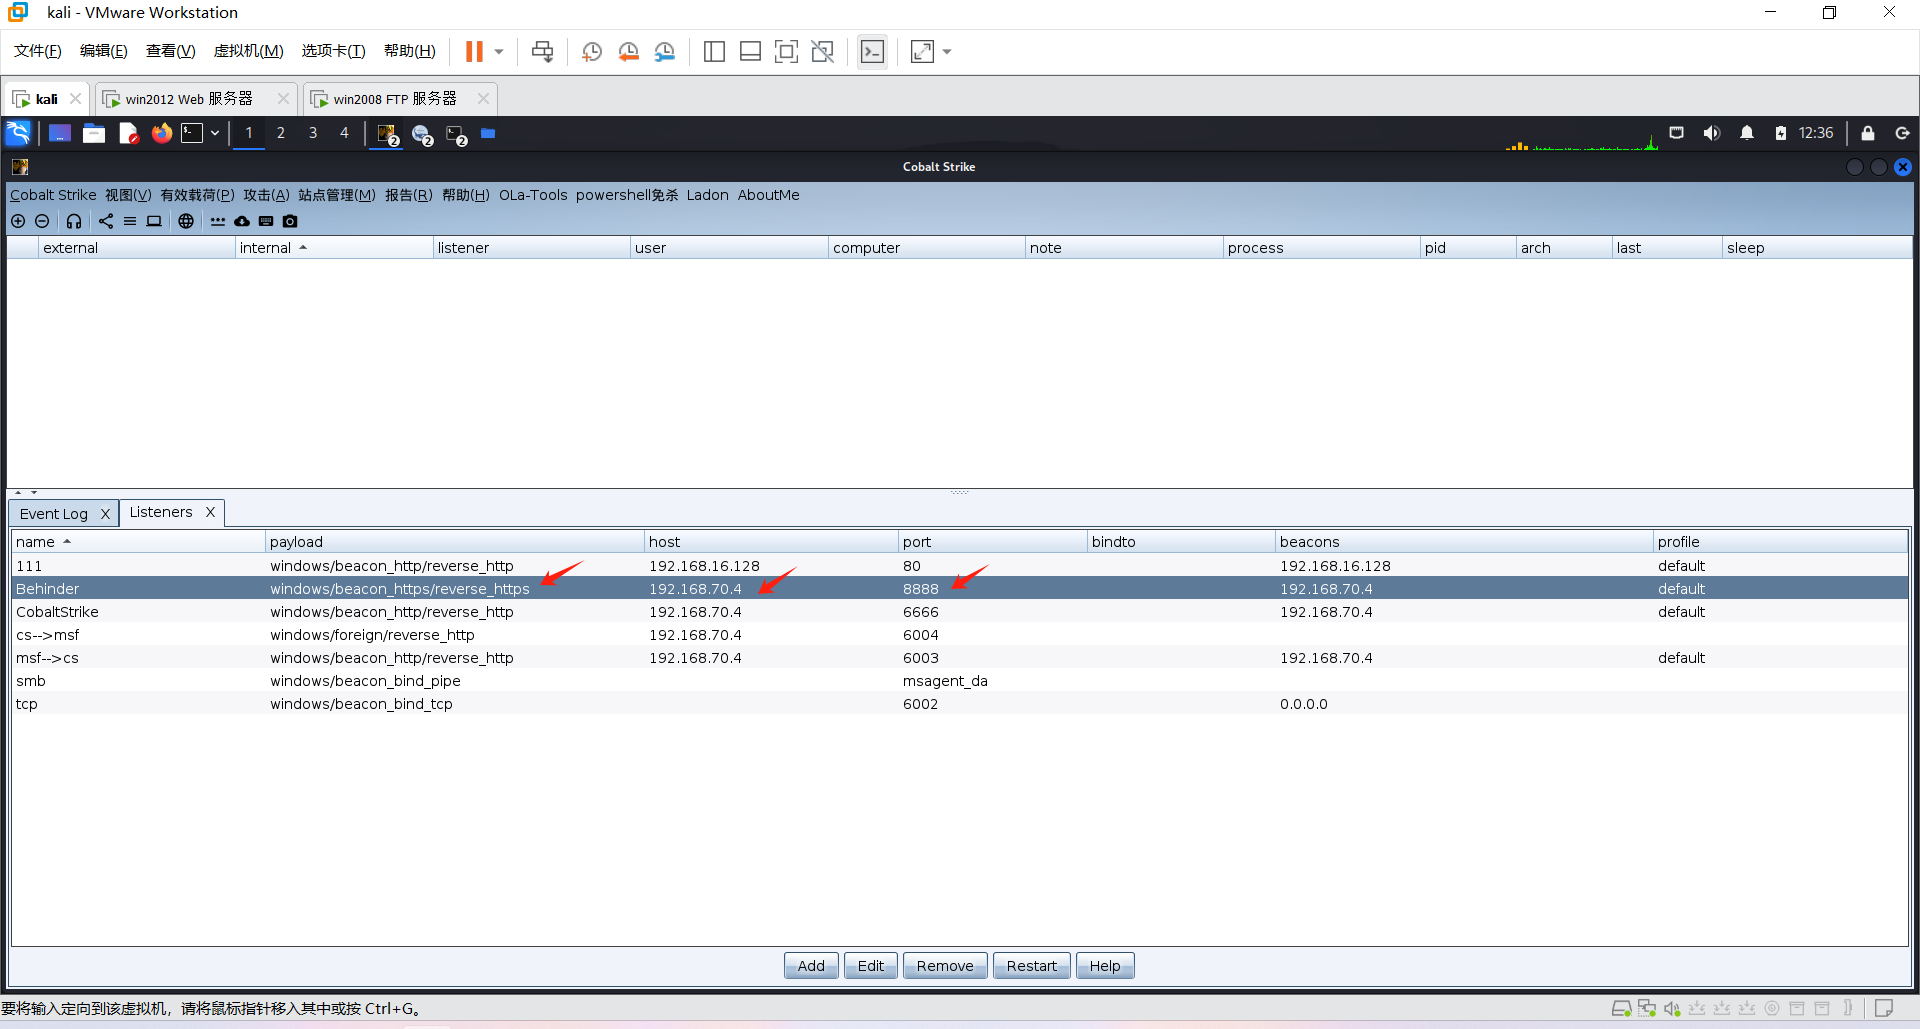 kali - VMware Workstation
文件(F) 编辑(E) 查看(V) 虚拟机(M) 选项卡(T) 帮助(H)
kali win2012 Web 服务器 win2008 FTP 服务器
1 2 3 4 2 2 2 12:36
Cobalt Strike
Cobalt Strike 视图(V) 有效载荷(P) 攻击(A) 站点管理(M) 报告(R) 帮助(H) OLa-Tools powershell免杀 Ladon AboutMe
external internal listener user computer note process pid arch last sleep
Event Log X Listeners X
name payload host port bindto beacons profile
111 windows/beacon_http/reverse_http 192.168.16.128 80 192.168.16.128 default
Behinder windows/beacon_https/reverse_https 192.168.70.4 8888 192.168.70.4 default
CobaltStrike windows/beacon_http/reverse_http 192.168.70.4 6666 192.168.70.4 default
cs-->msf windows/foreign/reverse_http 192.168.70.4 6004
msf-->cs windows/beacon_http/reverse_http 192.168.70.4 6003 192.168.70.4 default
smb windows/beacon_bind_pipe msagent_da
tcp windows/beacon_bind_tcp 6002 0.0.0.0
Add Edit Remove Restart Help
要将输入定向到该虚拟机，请将鼠标指针移入其中或按 Ctrl+G。